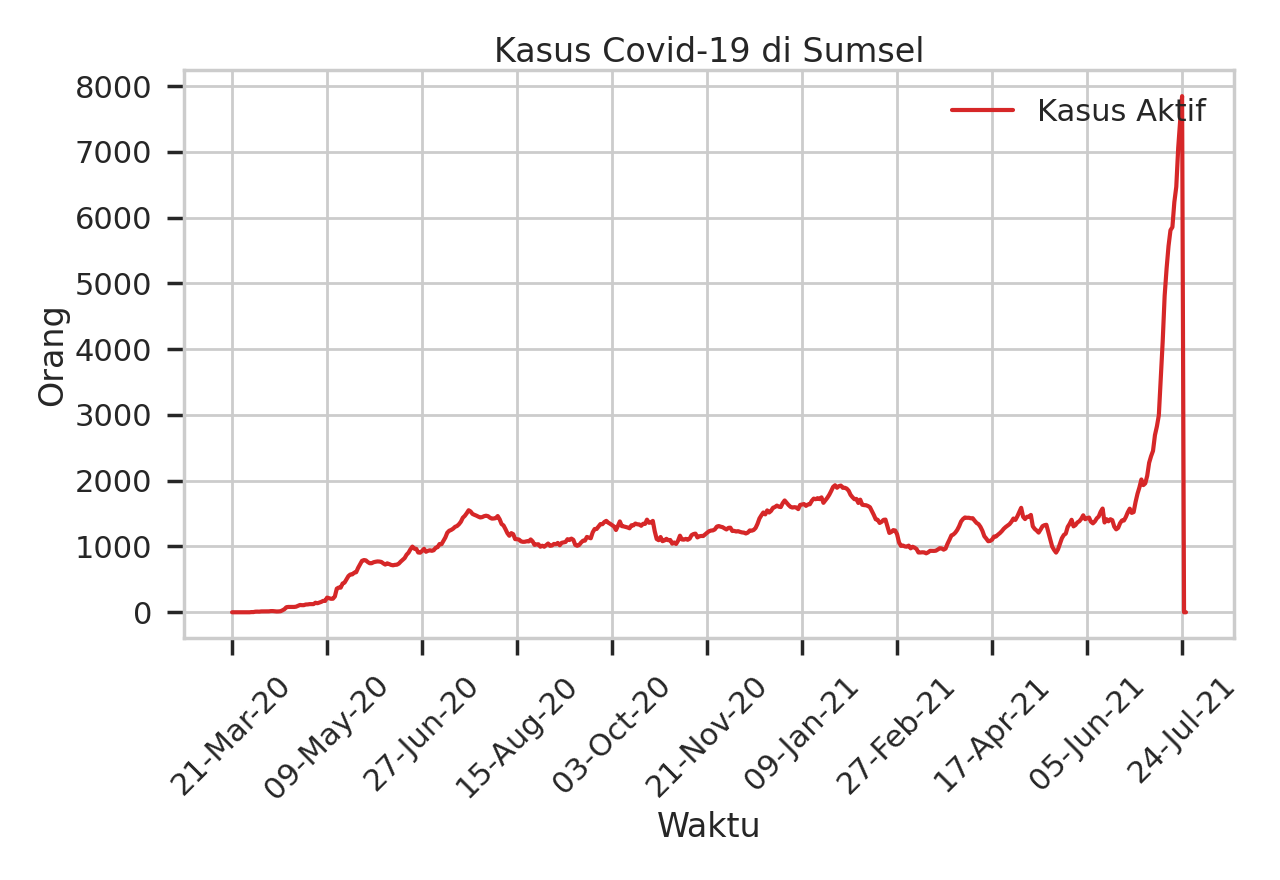 Kasus Covid-19 di Sumsel
Kasus Aktif
8000
7000
6000
5000
4000
3000
2000
1000
0
Orang
21-Mar-20
09-May-20
27-Jun-20
15-Aug-20
03-Oct-20
21-Nov-20
09-Jan-21
27-Feb-21
17-Apr-21
05-Jun-21
24-Jul-21
Waktu